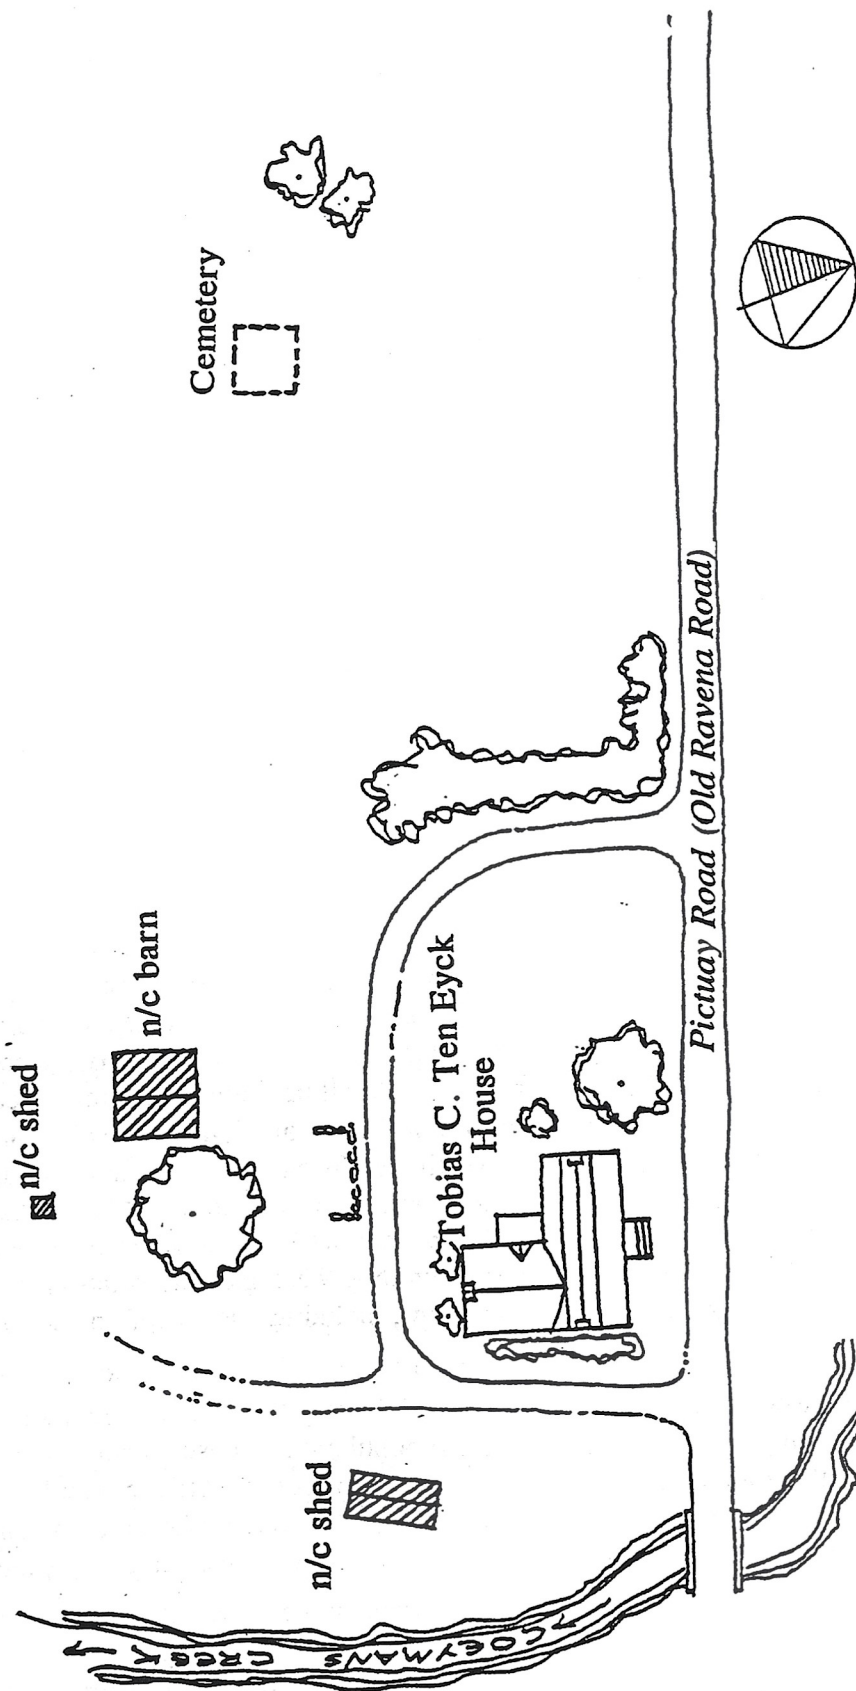 n/c shed
n/c barn
Cemetery
n/c shed
Tobias C. Ten Eyck
House
COEYMANS CREEK
Pictuay Road (Old Ravena Road)